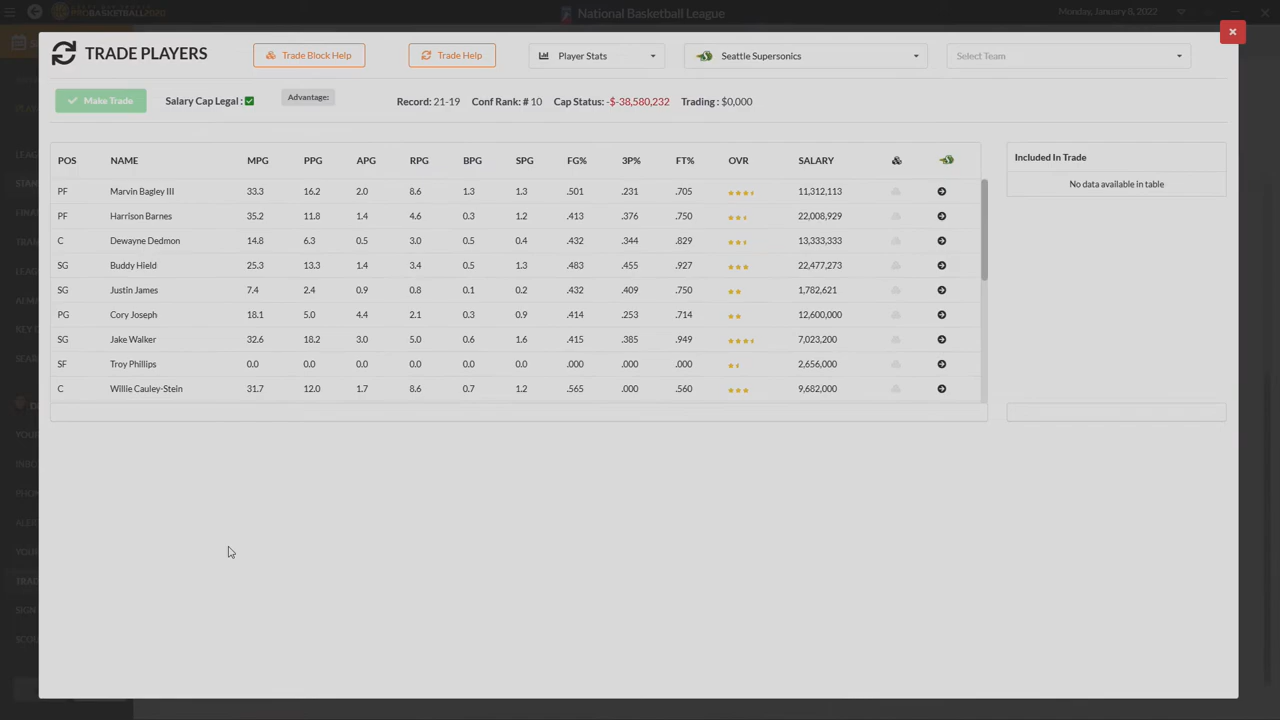 PROBASKETBALL
National Basketball League
Monday, January 8, 2022
TRADE PLAYERS
Trade Block Help
Trade Help
Player Stats
Seattle Supersonics
Select Team
Make Trade
Salary Cap Legal :
Advantage:
Record: 21-19
Conf Rank: # 10
Cap Status: -$-38,580,232
Trading : $0,000
POS NAME MPG PPG APG RPG BPG SPG FG% 3P% FT% OVR SALARY
PF Marvin Bagley III 33.3 16.2 2.0 8.6 1.3 1.3 .501 .231 .705 11,312,113
PF Harrison Barnes 35.2 11.8 1.4 4.6 0.3 1.2 .413 .376 .750 22,008,929
C Dewayne Dedmon 14.8 6.3 0.5 3.0 0.5 0.4 .432 .344 .829 13,333,333
SG Buddy Hield 25.3 13.3 1.4 3.4 0.5 1.3 .483 .455 .927 22,477,273
SG Justin James 7.4 2.4 0.9 0.8 0.1 0.2 .432 .409 .750 1,782,621
PG Cory Joseph 18.1 5.0 4.4 2.1 0.3 0.9 .414 .253 .714 12,600,000
SG Jake Walker 32.6 18.2 3.0 5.0 0.6 1.6 .415 .385 .949 7,023,200
SF Troy Phillips 0.0 0.0 0.0 0.0 0.0 0.0 .000 .000 .000 2,656,000
C Willie Cauley-Stein 31.7 12.0 1.7 8.6 0.7 1.2 .565 .000 .560 9,682,000
Included In Trade
No data available in table